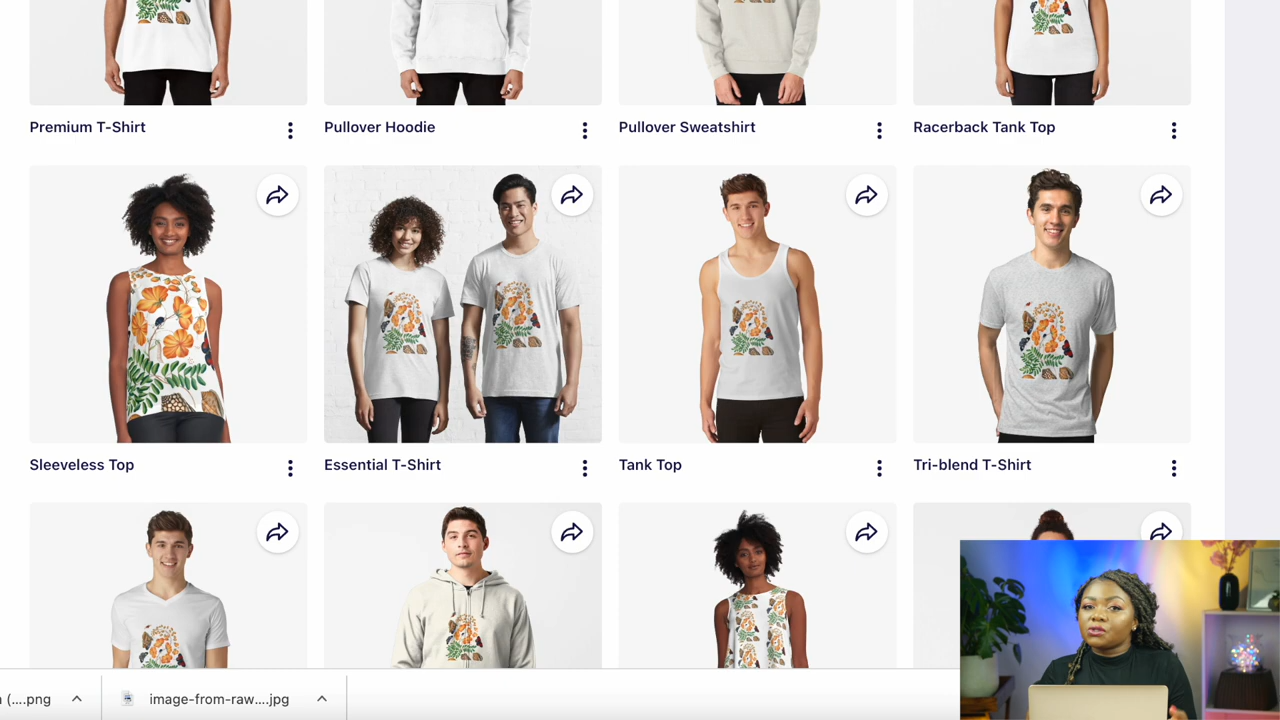 Premium T-Shirt
Pullover Hoodie
Pullover Sweatshirt
Racerback Tank Top
Sleeveless Top
Essential T-Shirt
Tank Top
Tri-blend T-Shirt
(....png
image-from-raw....jpg